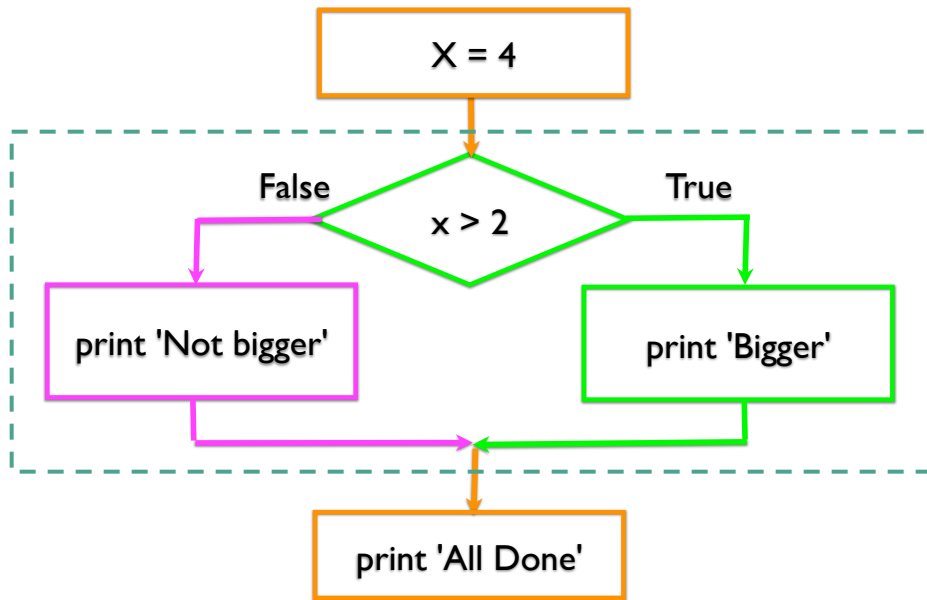 X = 4
False
True
x > 2
print 'Not bigger'
print 'Bigger'
print 'All Done'